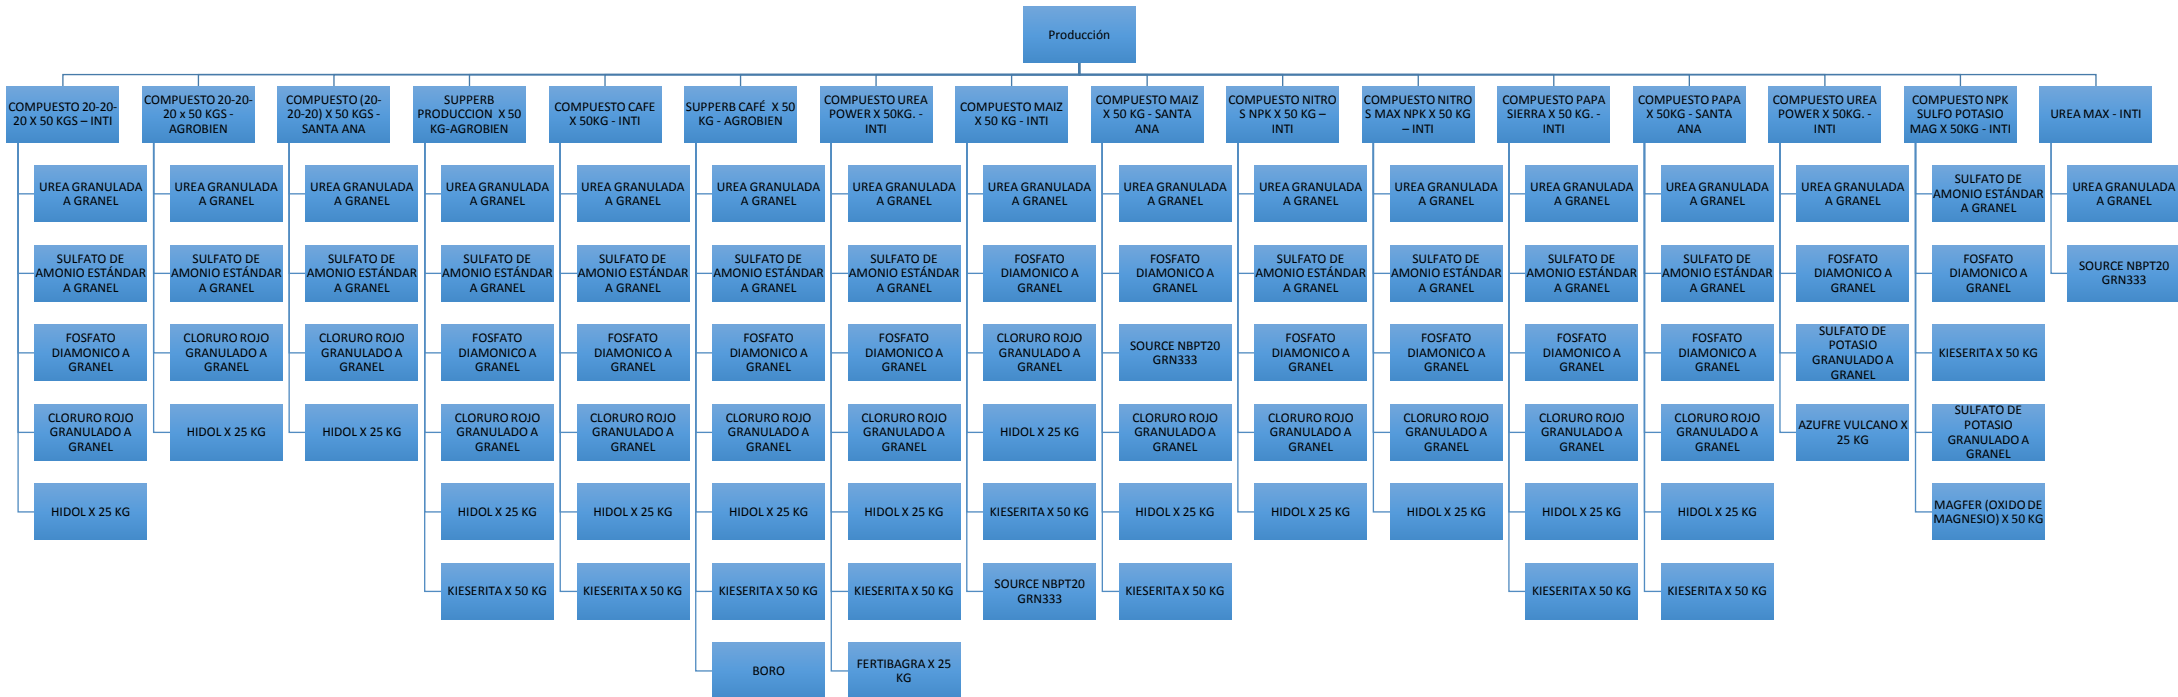 Producción
COMPUESTO 20-20-
20 X 50 KGS – INTI
UREA GRANULADA
A GRANEL
SULFATO DE
AMONIO ESTÁNDAR
A GRANEL
FOSFATO
DIAMONICO A
GRANEL
CLORURO ROJO
GRANULADO A
GRANEL
HIDOL X 25 KG
COMPUESTO 20-20-
20 x 50 KGS -
AGROBIEN
UREA GRANULADA
A GRANEL
SULFATO DE
AMONIO ESTÁNDAR
A GRANEL
CLORURO ROJO
GRANULADO A
GRANEL
HIDOL X 25 KG
COMPUESTO (20-
20-20) X 50 KGS -
SANTA ANA
UREA GRANULADA
A GRANEL
SULFATO DE
AMONIO ESTÁNDAR
A GRANEL
CLORURO ROJO
GRANULADO A
GRANEL
HIDOL X 25 KG
SUPPERB
PRODUCCION X 50
KG-AGROBIEN
UREA GRANULADA
A GRANEL
SULFATO DE
AMONIO ESTÁNDAR
A GRANEL
FOSFATO
DIAMONICO A
GRANEL
CLORURO ROJO
GRANULADO A
GRANEL
HIDOL X 25 KG
KIESERITA X 50 KG
COMPUESTO CAFE
X 50KG - INTI
UREA GRANULADA
A GRANEL
SULFATO DE
AMONIO ESTÁNDAR
A GRANEL
FOSFATO
DIAMONICO A
GRANEL
CLORURO ROJO
GRANULADO A
GRANEL
HIDOL X 25 KG
KIESERITA X 50 KG
SUPPERB CAFÉ X 50
KG - AGROBIEN
UREA GRANULADA
A GRANEL
SULFATO DE
AMONIO ESTÁNDAR
A GRANEL
FOSFATO
DIAMONICO A
GRANEL
CLORURO ROJO
GRANULADO A
GRANEL
HIDOL X 25 KG
KIESERITA X 50 KG
BORO
COMPUESTO UREA
POWER X 50KG. -
INTI
UREA GRANULADA
A GRANEL
SULFATO DE
AMONIO ESTÁNDAR
A GRANEL
FOSFATO
DIAMONICO A
GRANEL
CLORURO ROJO
GRANULADO A
GRANEL
HIDOL X 25 KG
KIESERITA X 50 KG
FERTIBAGRA X 25
KG
COMPUESTO MAIZ
X 50 KG - INTI
UREA GRANULADA
A GRANEL
FOSFATO
DIAMONICO A
GRANEL
CLORURO ROJO
GRANULADO A
GRANEL
HIDOL X 25 KG
KIESERITA X 50 KG
SOURCE NBPT20
GRN333
COMPUESTO MAIZ
X 50 KG - SANTA
ANA
UREA GRANULADA
A GRANEL
FOSFATO
DIAMONICO A
GRANEL
SOURCE NBPT20
GRN333
CLORURO ROJO
GRANULADO A
GRANEL
HIDOL X 25 KG
KIESERITA X 50 KG
COMPUESTO NITRO
S NPK X 50 KG –
INTI
UREA GRANULADA
A GRANEL
SULFATO DE
AMONIO ESTÁNDAR
A GRANEL
FOSFATO
DIAMONICO A
GRANEL
CLORURO ROJO
GRANULADO A
GRANEL
HIDOL X 25 KG
COMPUESTO NITRO
S MAX NPK X 50 KG
– INTI
UREA GRANULADA
A GRANEL
SULFATO DE
AMONIO ESTÁNDAR
A GRANEL
FOSFATO
DIAMONICO A
GRANEL
CLORURO ROJO
GRANULADO A
GRANEL
HIDOL X 25 KG
COMPUESTO PAPA
SIERRA X 50 KG. -
INTI
UREA GRANULADA
A GRANEL
SULFATO DE
AMONIO ESTÁNDAR
A GRANEL
FOSFATO
DIAMONICO A
GRANEL
CLORURO ROJO
GRANULADO A
GRANEL
HIDOL X 25 KG
KIESERITA X 50 KG
COMPUESTO PAPA
X 50KG - SANTA
ANA
UREA GRANULADA
A GRANEL
SULFATO DE
AMONIO ESTÁNDAR
A GRANEL
FOSFATO
DIAMONICO A
GRANEL
CLORURO ROJO
GRANULADO A
GRANEL
HIDOL X 25 KG
KIESERITA X 50 KG
COMPUESTO UREA
POWER X 50KG. -
INTI
UREA GRANULADA
A GRANEL
FOSFATO
DIAMONICO A
GRANEL
SULFATO DE
POTASIO
GRANULADO A
GRANEL
AZUFRE VULCANO X
25 KG
COMPUESTO NPK
SULFO POTASIO
MAG X 50KG - INTI
SULFATO DE
AMONIO ESTÁNDAR
A GRANEL
FOSFATO
DIAMONICO A
GRANEL
KIESERITA X 50 KG
SULFATO DE
POTASIO
GRANULADO A
GRANEL
MAGFER (OXIDO DE
MAGNESIO) X 50 KG
UREA MAX - INTI
UREA GRANULADA
A GRANEL
SOURCE NBPT20
GRN333